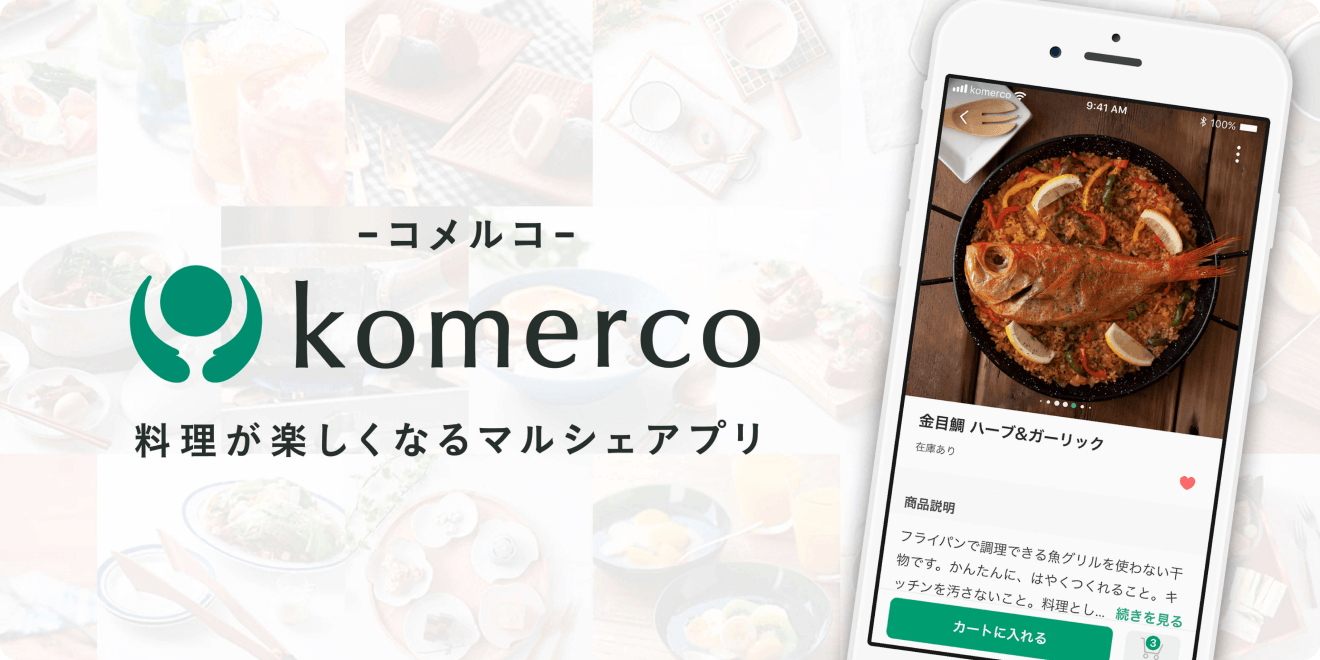 -コメルコ-
komerco
料理が楽しくなるマルシェアプリ
komerco
9:41 AM
100%
金目鯛 ハーブ&ガーリック
在庫あり
商品説明
フライパンで調理できる魚グリルを使わない干
物です。かんたんに、はやくつくれること。キ
ッチンを汚さないこと。料理とし... 続きを見る
カートに入れる
3